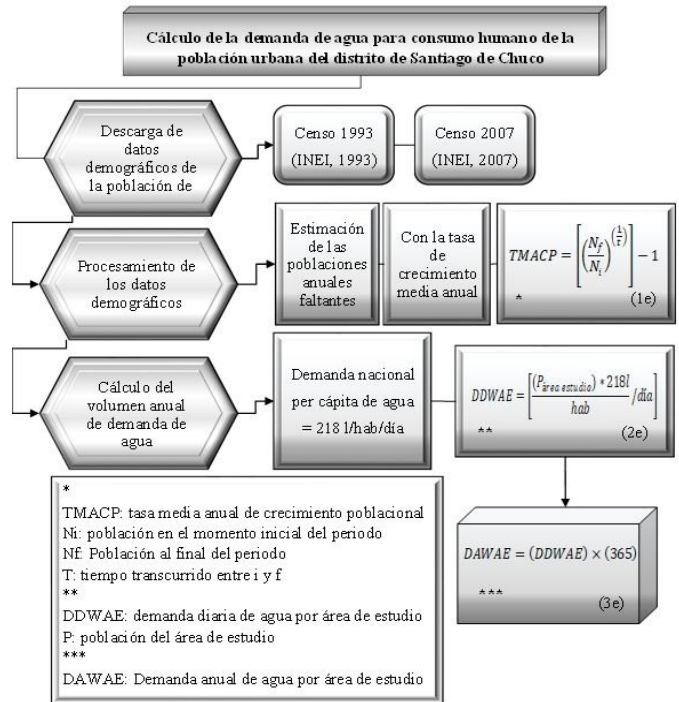 Cálculo de la demanda de agua para consumo humano de la
población urbana del distrito de Santiago de Chuco
Descarga de
datos
demográficos de
la población de
Censo 1993
(INEI, 1993)
Censo 2007
(INEI, 2007)
Procesamiento de
los datos
demográficos
Estimación
de las
poblaciones
anuales
faltantes
Con la tasa
de
crecimiento
media anual
TMACP = [(N_f/N_i)^(1/T)] − 1
*
(1e)
Cálculo del
volumen anual
de demanda de
agua
Demanda nacional
per cápita de agua
= 218 l/hab/día
DDWAE = [(P_área estudio) * 218l / hab /día]
**
(2e)
DAWAE = (DDWAE) × (365)
***
(3e)
*
TMACP: tasa media anual de crecimiento poblacional
Ni: población en el momento inicial del periodo
Nf: Población al final del periodo
T: tiempo transcurrido entre i y f
**
DDWAE: demanda diaria de agua por área de estudio
P: población del área de estudio
***
DAWAE: Demanda anual de agua por área de estudio